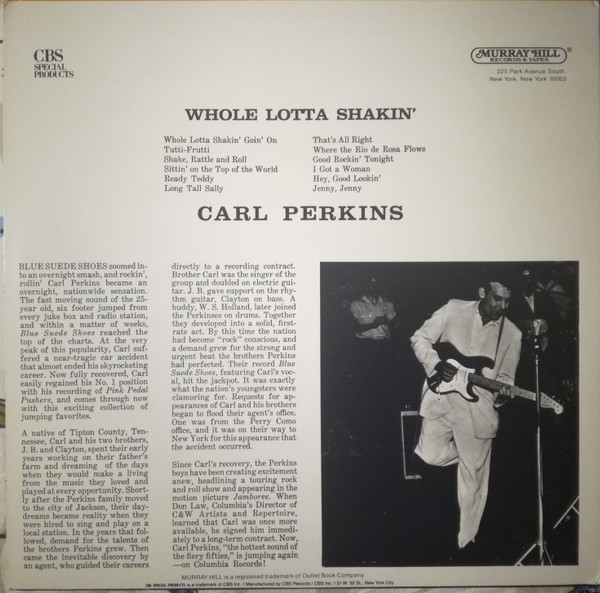 CBS
SPECIAL
PRODUCTS
MURRAY HILL®
RECORDS & TAPES
225 Park Avenue South,
New York, New York 10003
WHOLE LOTTA SHAKIN'
Whole Lotta Shakin' Goin' On
Tutti-Frutti
Shake, Rattle and Roll
Sittin' on the Top of the World
Ready Teddy
Long Tall Sally
That's All Right
Where the Rio de Rosa Flows
Good Rockin' Tonight
I Got a Woman
Hey, Good Lookin'
Jenny, Jenny
CARL PERKINS
BLUE SUEDE SHOES zoomed in-
to an overnight smash, and rockin',
rollin' Carl Perkins became an
overnight, nationwide sensation.
The fast moving sound of the 25-
year old, six footer jumped from
every juke box and radio station,
and within a matter of weeks,
Blue Suede Shoes reached the
top of the charts. At the very
peak of this popularity, Carl suf-
fered a near-tragic car accident
that almost ended his skyrocketing
career. Now fully recovered, Carl
easily regained his No. 1 position
with his recording of Pink Pedal
Pushers, and comes through now
with this exciting collection of
jumping favorites.
A native of Tipton County, Ten-
nessee, Carl and his two brothers,
J. B. and Clayton, spent their early
years working on their father's
farm and dreaming of the days
when they would make a living
from the music they loved and
played at every opportunity. Short-
ly after the Perkins family moved
to the city of Jackson, their day-
dreams became reality when they
were hired to sing and play on a
local station. In the years that fol-
lowed, demand for the talents of
the brothers Perkins grew. Then
came the inevitable discovery by
an agent, who guided their careers
directly to a recording contract.
Brother Carl was the singer of the
group and doubled on electric gui-
tar. J. B. gave support on the rhy-
thm guitar, Clayton on bass. A
buddy, W. S. Holland, later joined
the Perkinses on drums. Together
they developed into a solid, first-
rate act. By this time the nation
had become "rock" conscious, and
a demand grew for the strong and
urgent beat the brothers Perkins
had perfected. Their record Blue
Suede Shoes, featuring Carl's vo-
cal, hit the jackpot. It was exactly
what the nation's youngsters were
clamoring for. Requests for ap-
pearances of Carl and his brothers
began to flood their agent's office.
One was from the Perry Como
office, and it was on their way to
New York for this appearance that
the accident occurred.
Since Carl's recovery, the Perkins
boys have been creating excitement
anew, headlining a touring rock
and roll show and appearing in the
motion picture Jamboree. When
Don Law, Columbia's Director of
C&W Artists and Repertoire,
learned that Carl was once more
available, he signed him immedi-
ately to a long-term contract. Now,
Carl Perkins, "the hottest sound of
the fiery fifties," is jumping again
—on Columbia Records!
MURRAY HILL is a registered trademark of Outlet Book Company.
CBS SPECIAL PRODUCTS is a trademark of CBS Inc. / Manufactured by CBS Records / CBS Inc. / 51 W. 52 St., New York City